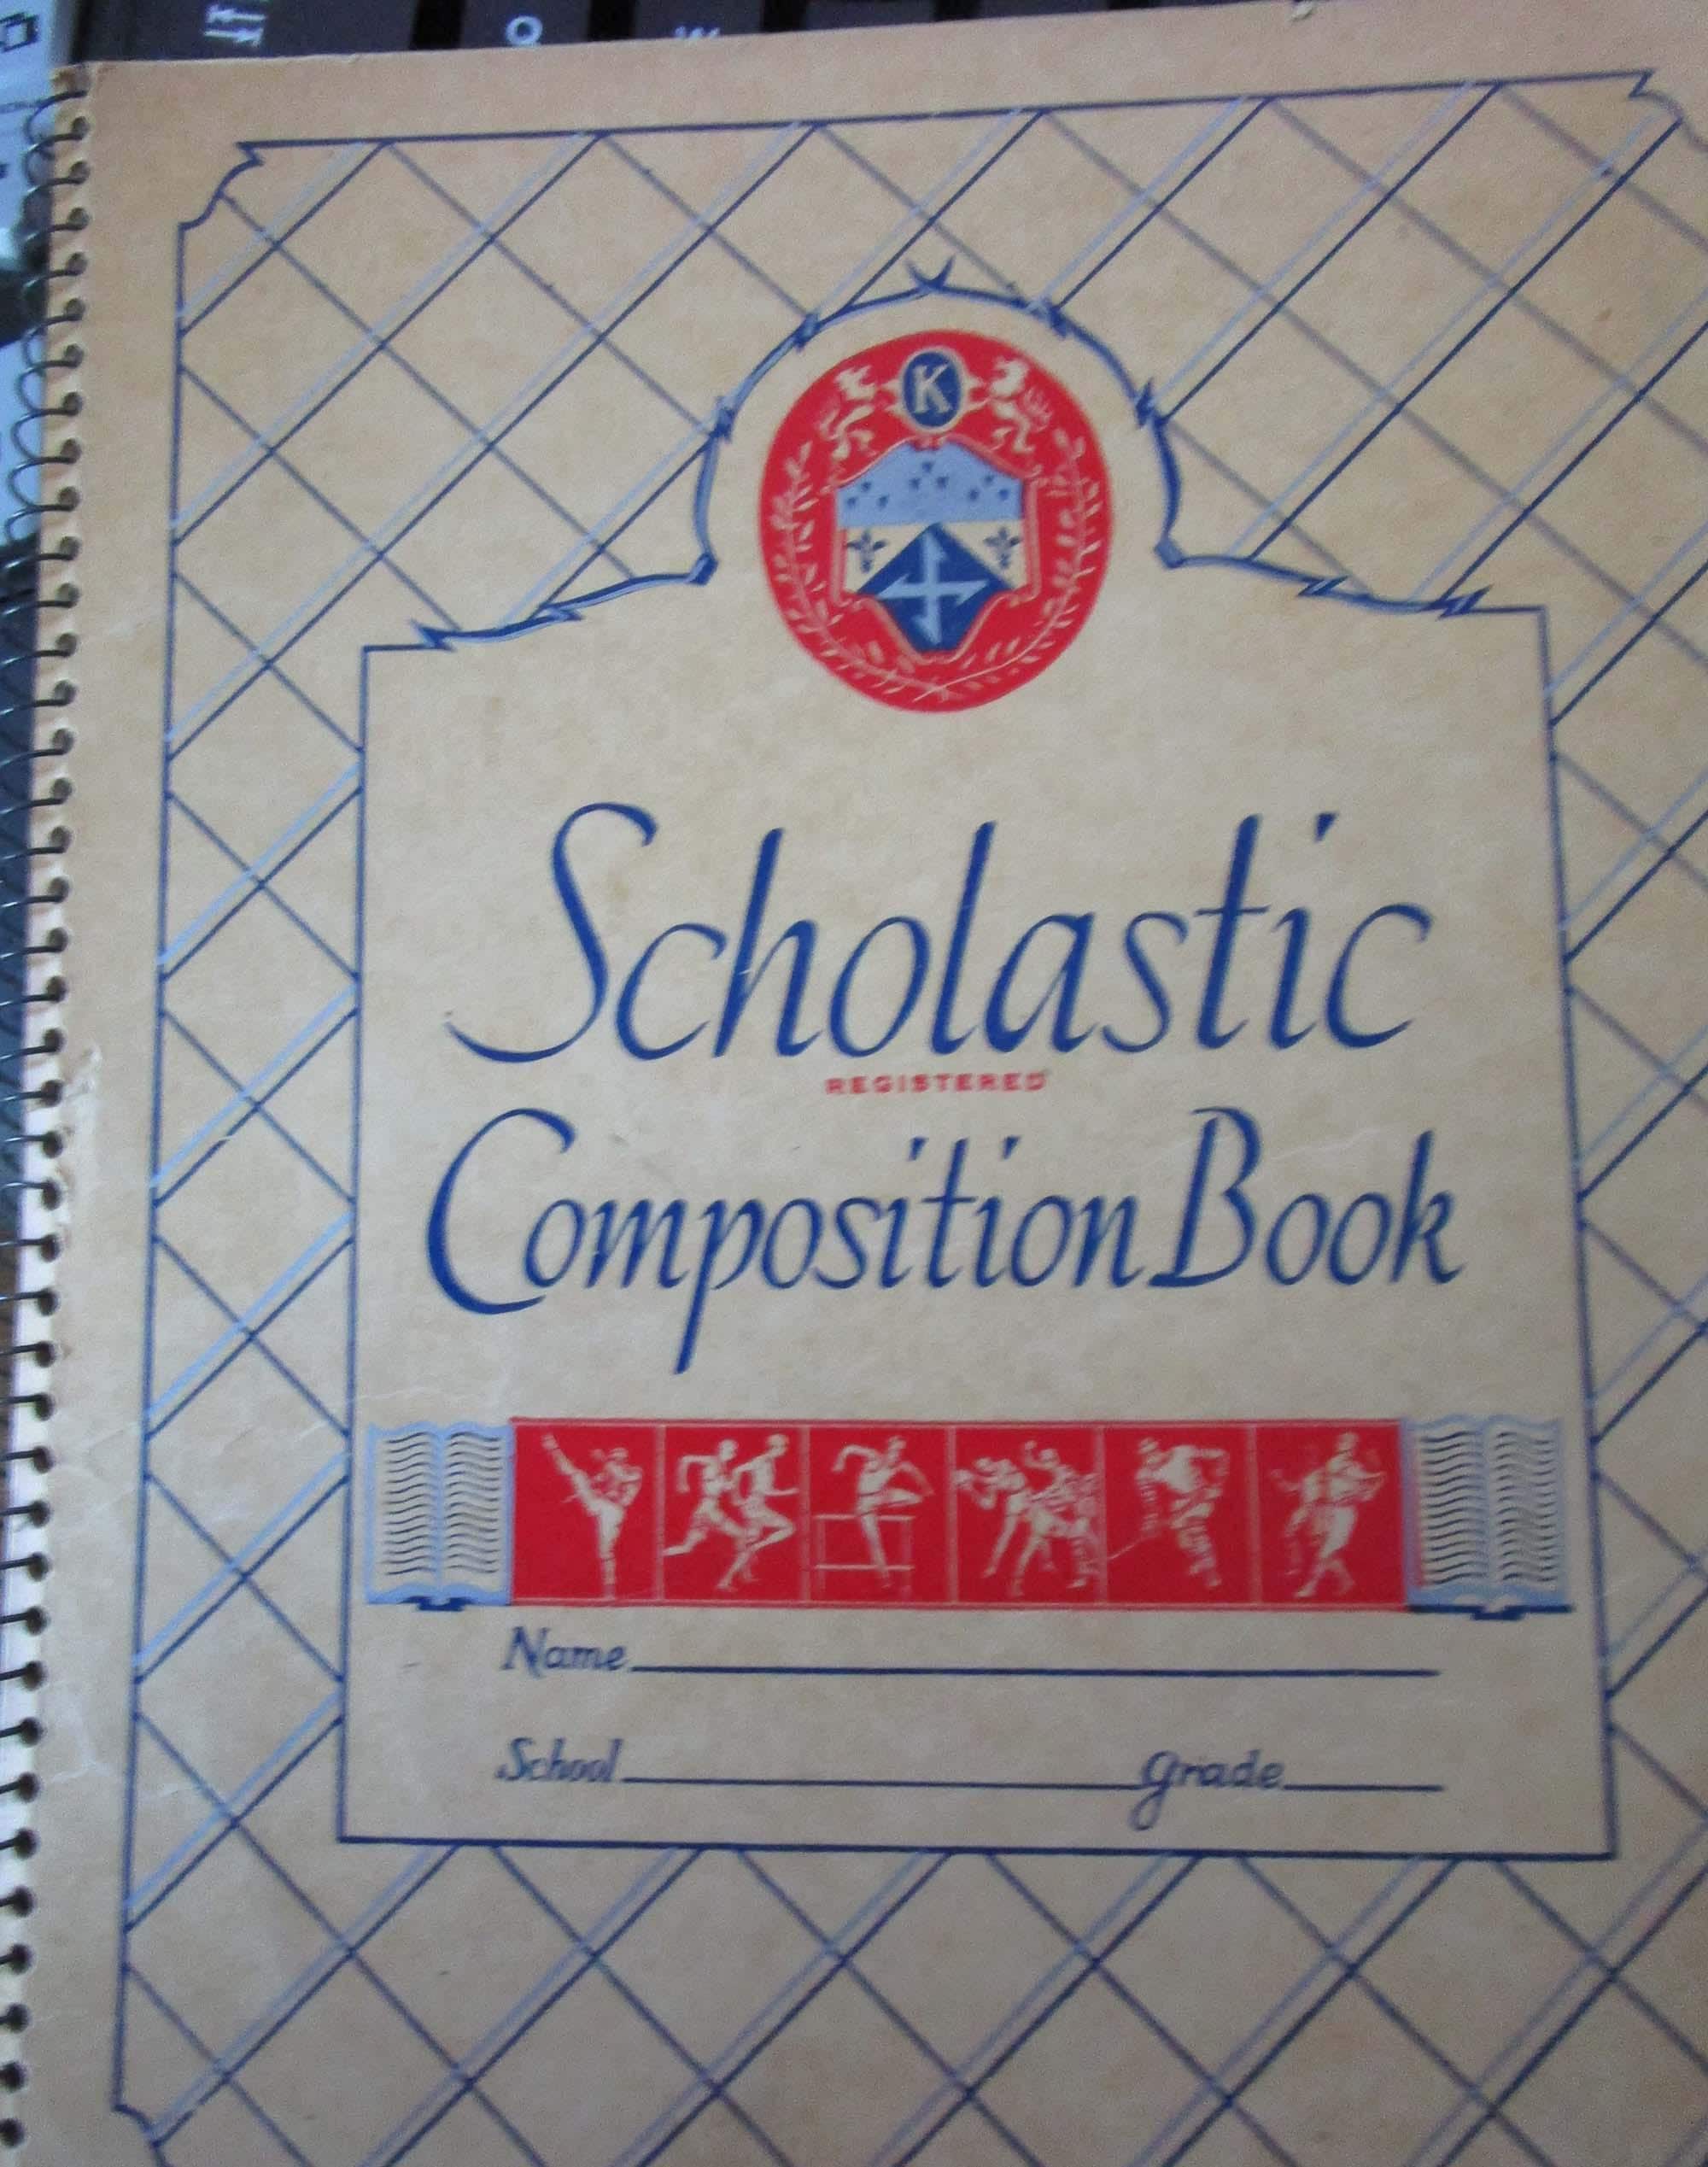 K
Scholastic
REGISTERED
Composition Book
Name
School grade